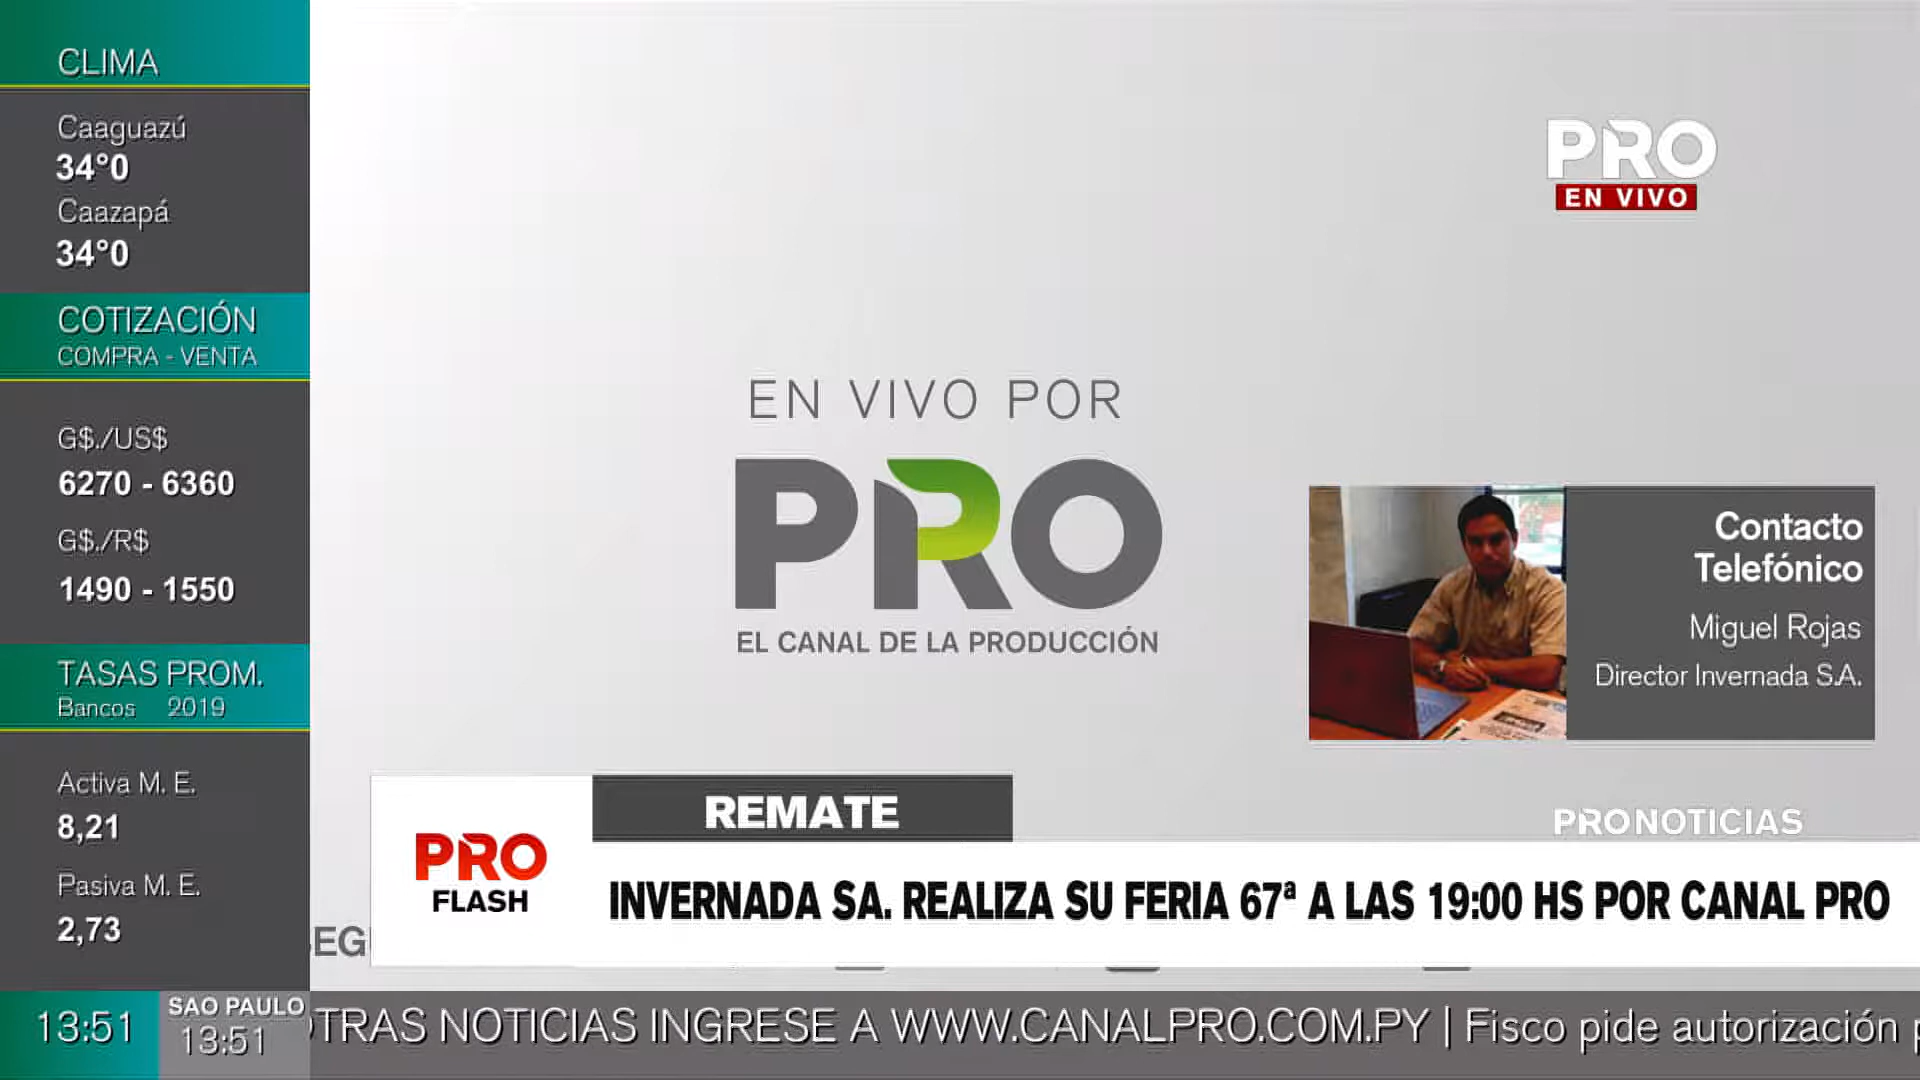 CLIMA
Caaguazú
34°0
Caazapá
34°0
COTIZACIÓN
COMPRA - VENTA
G$./US$
6270 - 6360
G$./R$
1490 - 1550
TASAS PROM.
Bancos 2019
Activa M. E.
8,21
Pasiva M. E.
2,73
PRO
EN VIVO
EN VIVO POR
PRO
EL CANAL DE LA PRODUCCIÓN
Contacto
Telefónico
Miguel Rojas
Director Invernada S.A.
REMATE
PRONOTICIAS
PRO
FLASH
INVERNADA SA. REALIZA SU FERIA 67ª A LAS 19:00 HS POR CANAL PRO
13:51
SAO PAULO
13:51
OTRAS NOTICIAS INGRESE A WWW.CANALPRO.COM.PY | Fisco pide autorización